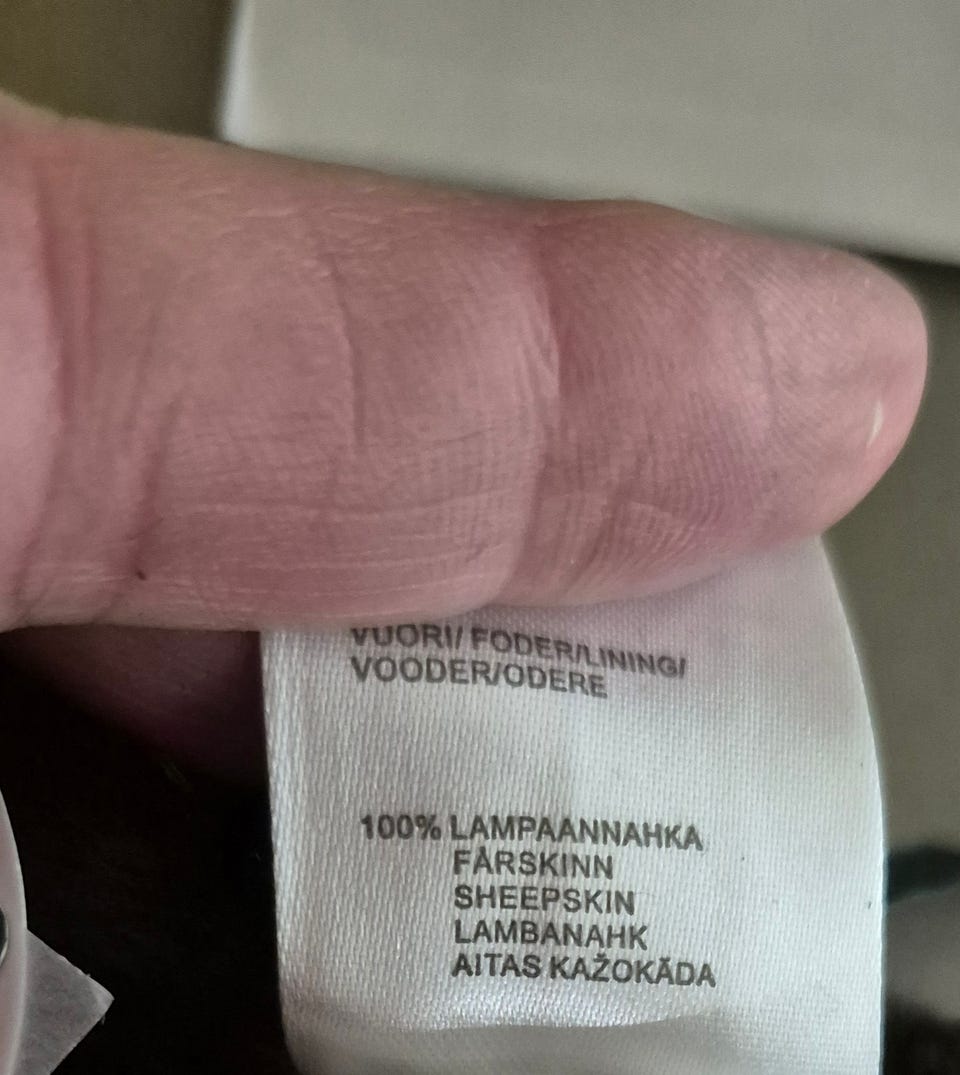 VUORI/ FODER/LINING/
VOODER/ODERE
100% LAMPAANNAHKA
FÅRSKINN
SHEEPSKIN
LAMBANAHK
AITAS KAŽOKĀDA